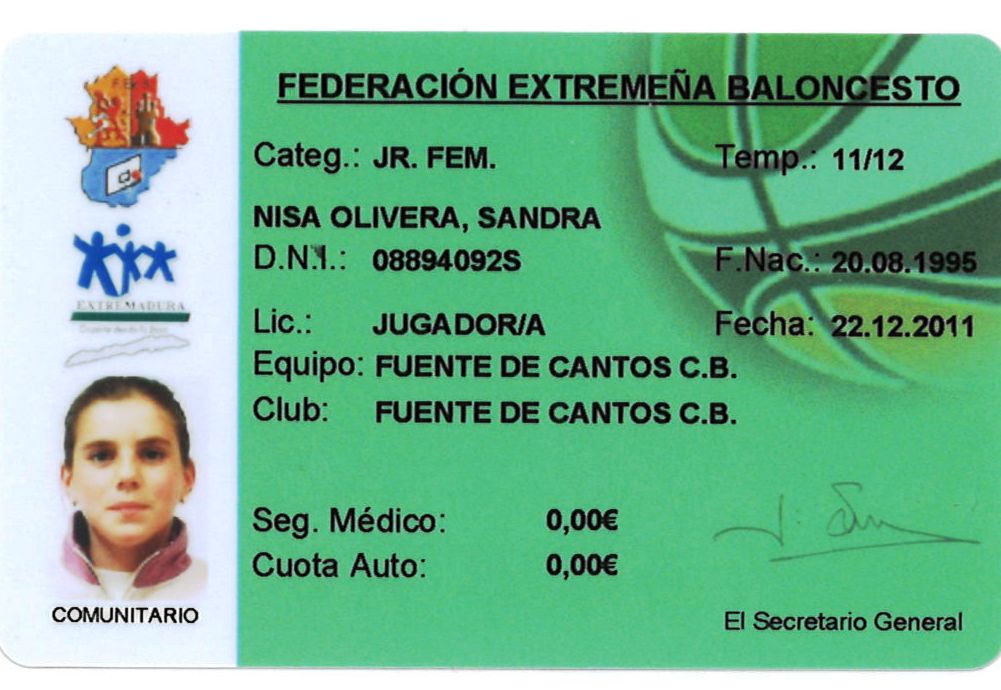 FEDERACIÓN EXTREMEÑA BALONCESTO
Categ.: JR. FEM. Temp.: 11/12
NISA OLIVERA, SANDRA
D.N.I.: 08894092S F.Nac.: 20.08.1995
Lic.: JUGADOR/A Fecha: 22.12.2011
Equipo: FUENTE DE CANTOS C.B.
Club: FUENTE DE CANTOS C.B.
Seg. Médico: 0,00€
Cuota Auto: 0,00€
El Secretario General
EXTREMADURA
COMUNITARIO